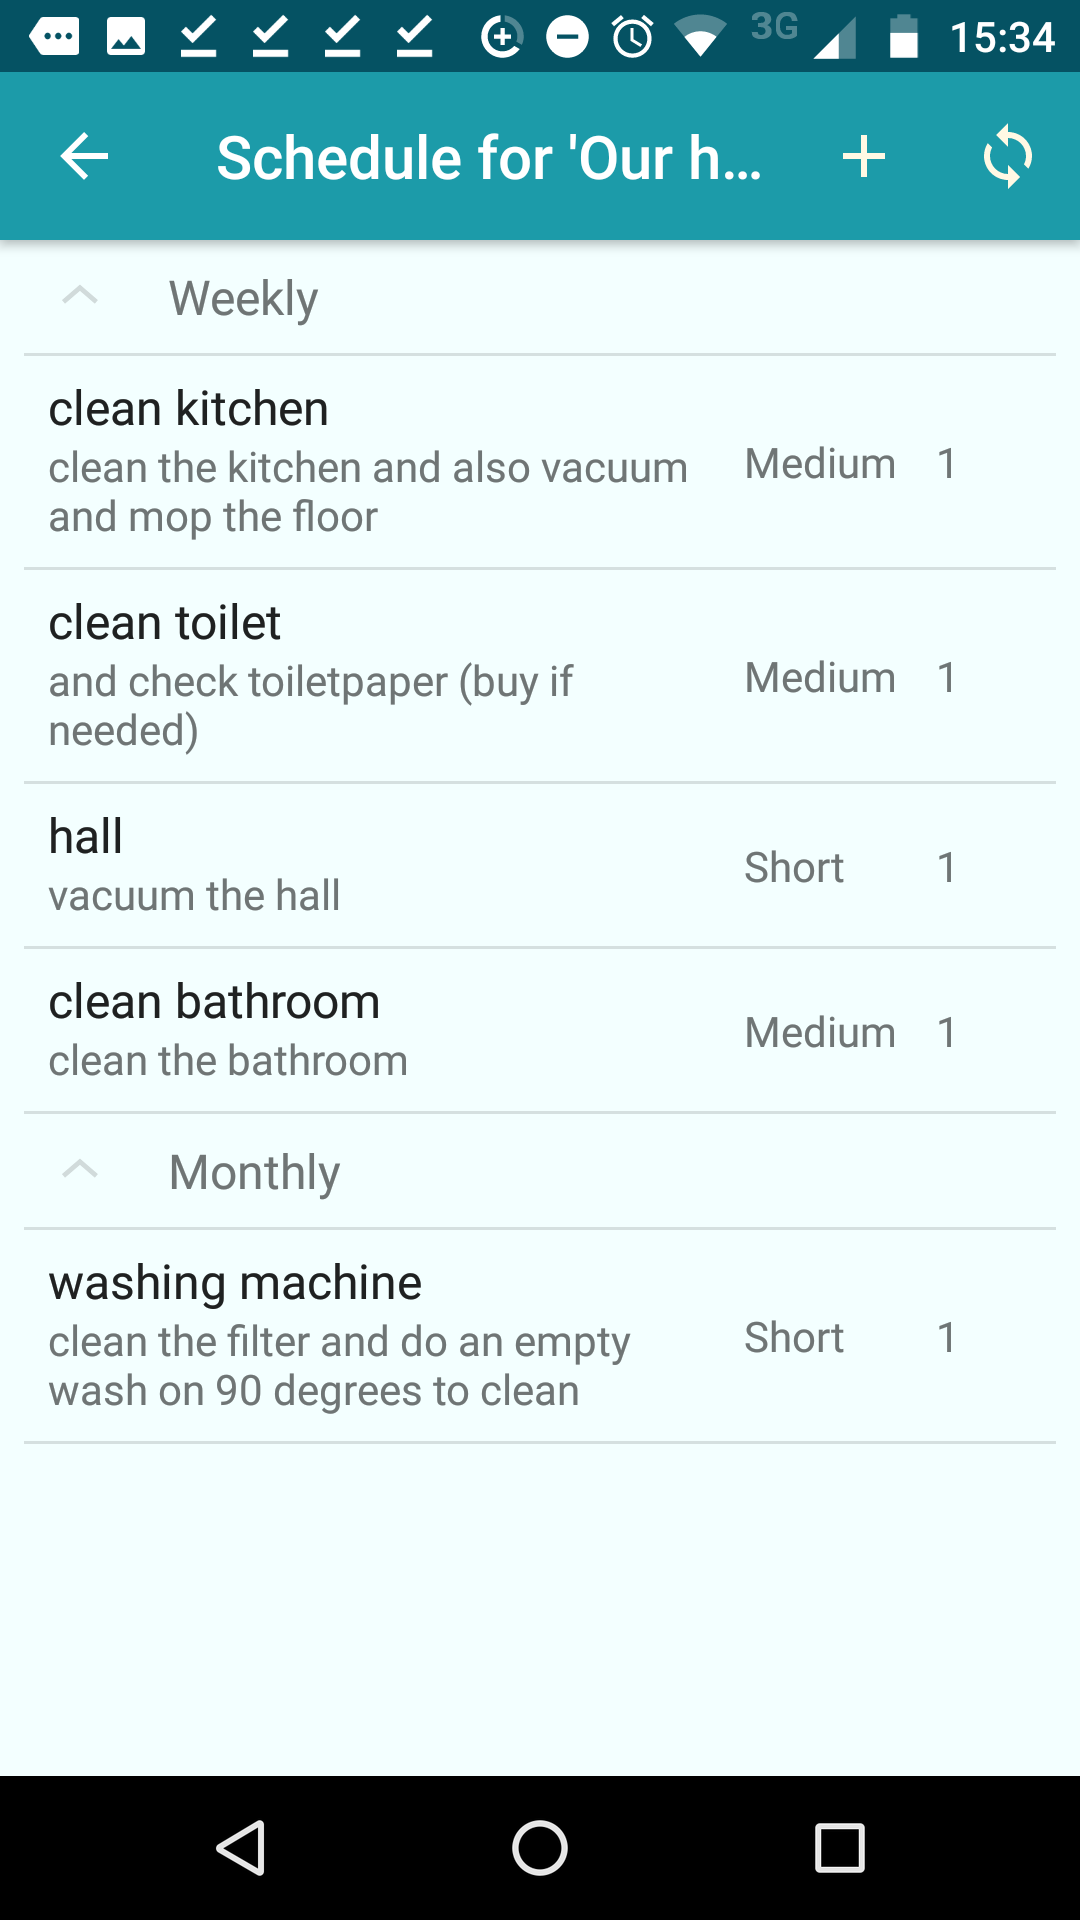 3G 15:34
Schedule for 'Our h...
Weekly
clean kitchen
clean the kitchen and also vacuum
and mop the floor
Medium 1
clean toilet
and check toiletpaper (buy if
needed)
Medium 1
hall
vacuum the hall
Short 1
clean bathroom
clean the bathroom
Medium 1
Monthly
washing machine
clean the filter and do an empty
wash on 90 degrees to clean
Short 1